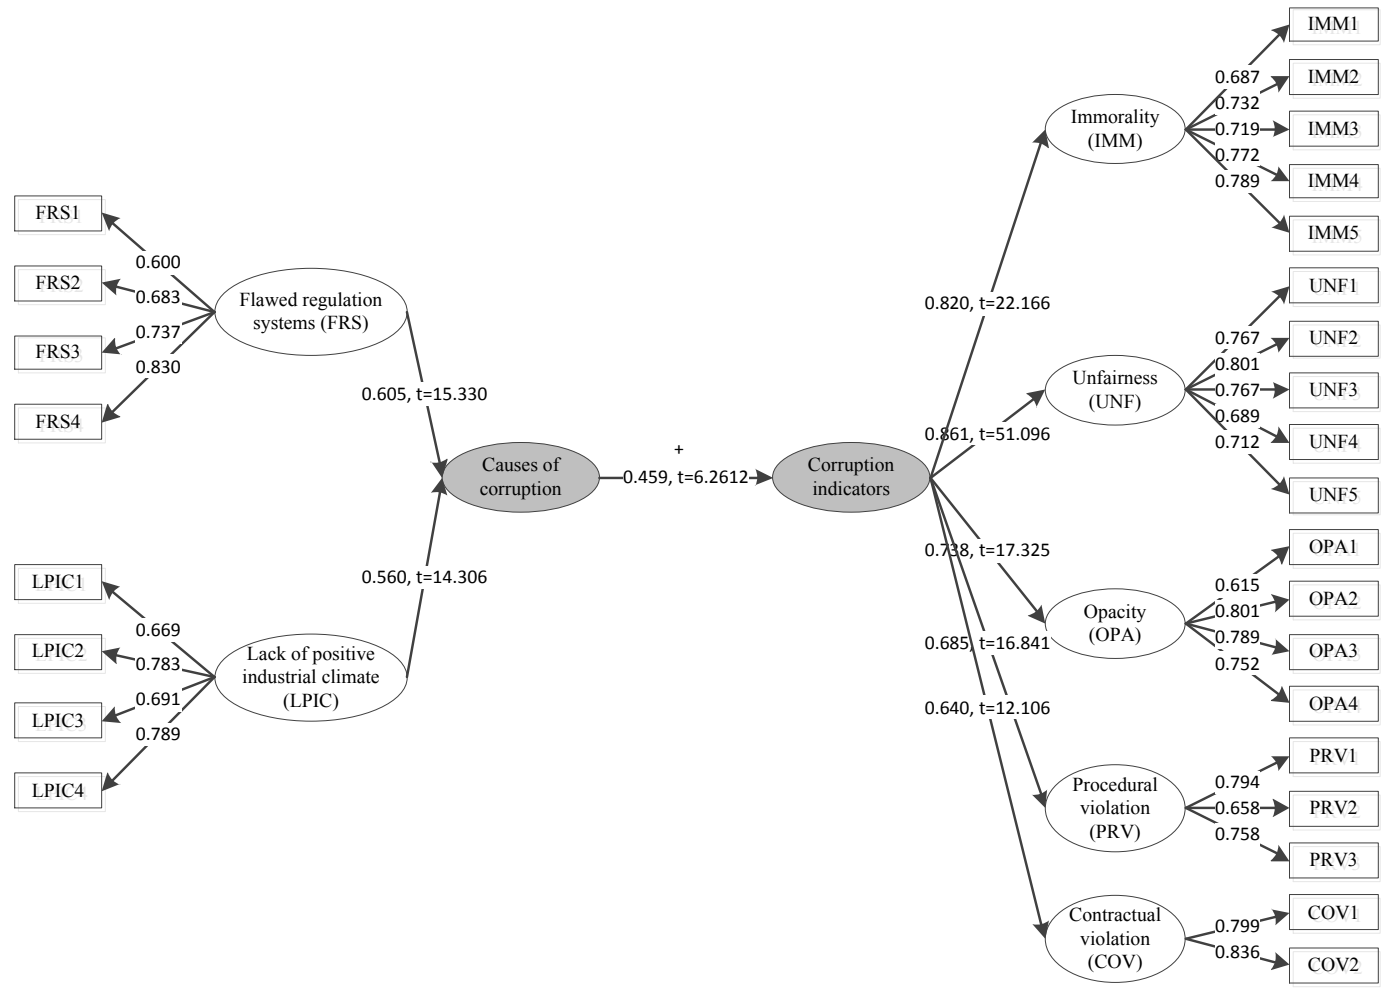 FRS1
FRS2
FRS3
FRS4
0.600
0.683
0.737
0.830
Flawed regulation
systems (FRS)
LPIC1
LPIC2
LPIC3
LPIC4
0.669
0.783
0.691
0.789
Lack of positive
industrial climate
(LPIC)
0.605, t=15.330
0.560, t=14.306
Causes of
corruption
+
0.459, t=6.2612
Corruption
indicators
0.820, t=22.166
0.861, t=51.096
0.738, t=17.325
0.685, t=16.841
0.640, t=12.106
Immorality
(IMM)
0.687
0.732
0.719
0.772
0.789
IMM1
IMM2
IMM3
IMM4
IMM5
Unfairness
(UNF)
0.767
0.801
0.767
0.689
0.712
UNF1
UNF2
UNF3
UNF4
UNF5
Opacity
(OPA)
0.615
0.801
0.789
0.752
OPA1
OPA2
OPA3
OPA4
Procedural
violation
(PRV)
0.794
0.658
0.758
PRV1
PRV2
PRV3
Contractual
violation
(COV)
0.799
0.836
COV1
COV2